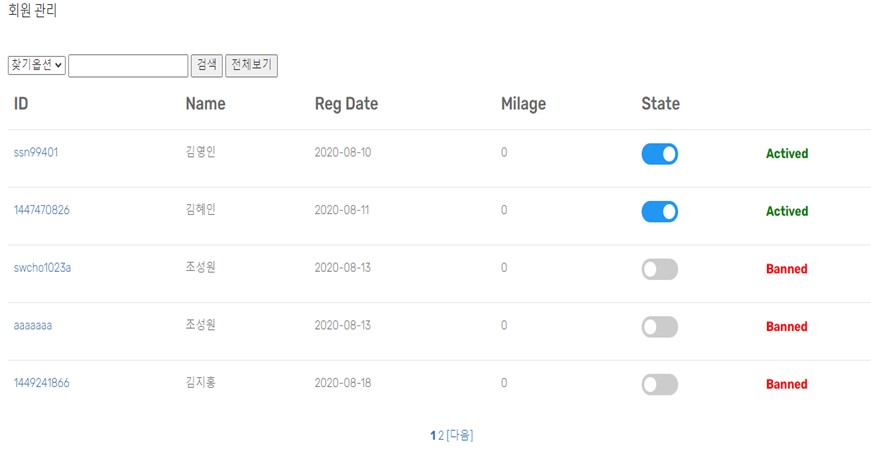 회원 관리
찾기옵션 검색 전체보기
ID Name Reg Date Milage State
ssn99401 김영인 2020-08-10 0 Actived
1447470826 김혜인 2020-08-11 0 Actived
swcho1023a 조성원 2020-08-13 0 Banned
aaaaaaa 조성원 2020-08-13 0 Banned
1449241866 김지홍 2020-08-18 0 Banned
1 2 [다음]